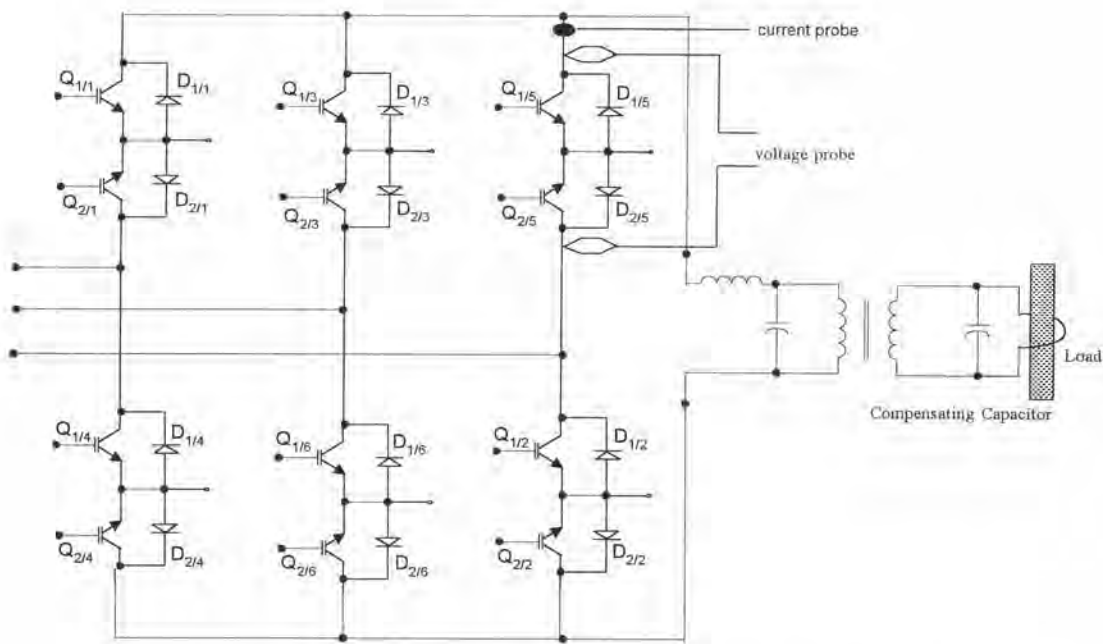 current probe
Q1/1
D1/1
Q1/3
D1/3
Q1/5
D1/5
voltage probe
Q2/1
D2/1
Q2/3
D2/3
Q2/5
D2/5
Load
Compensating Capacitor
Q1/4
D1/4
Q1/6
D1/6
Q1/2
D1/2
Q2/4
D2/4
Q2/6
D2/6
Q2/2
D2/2